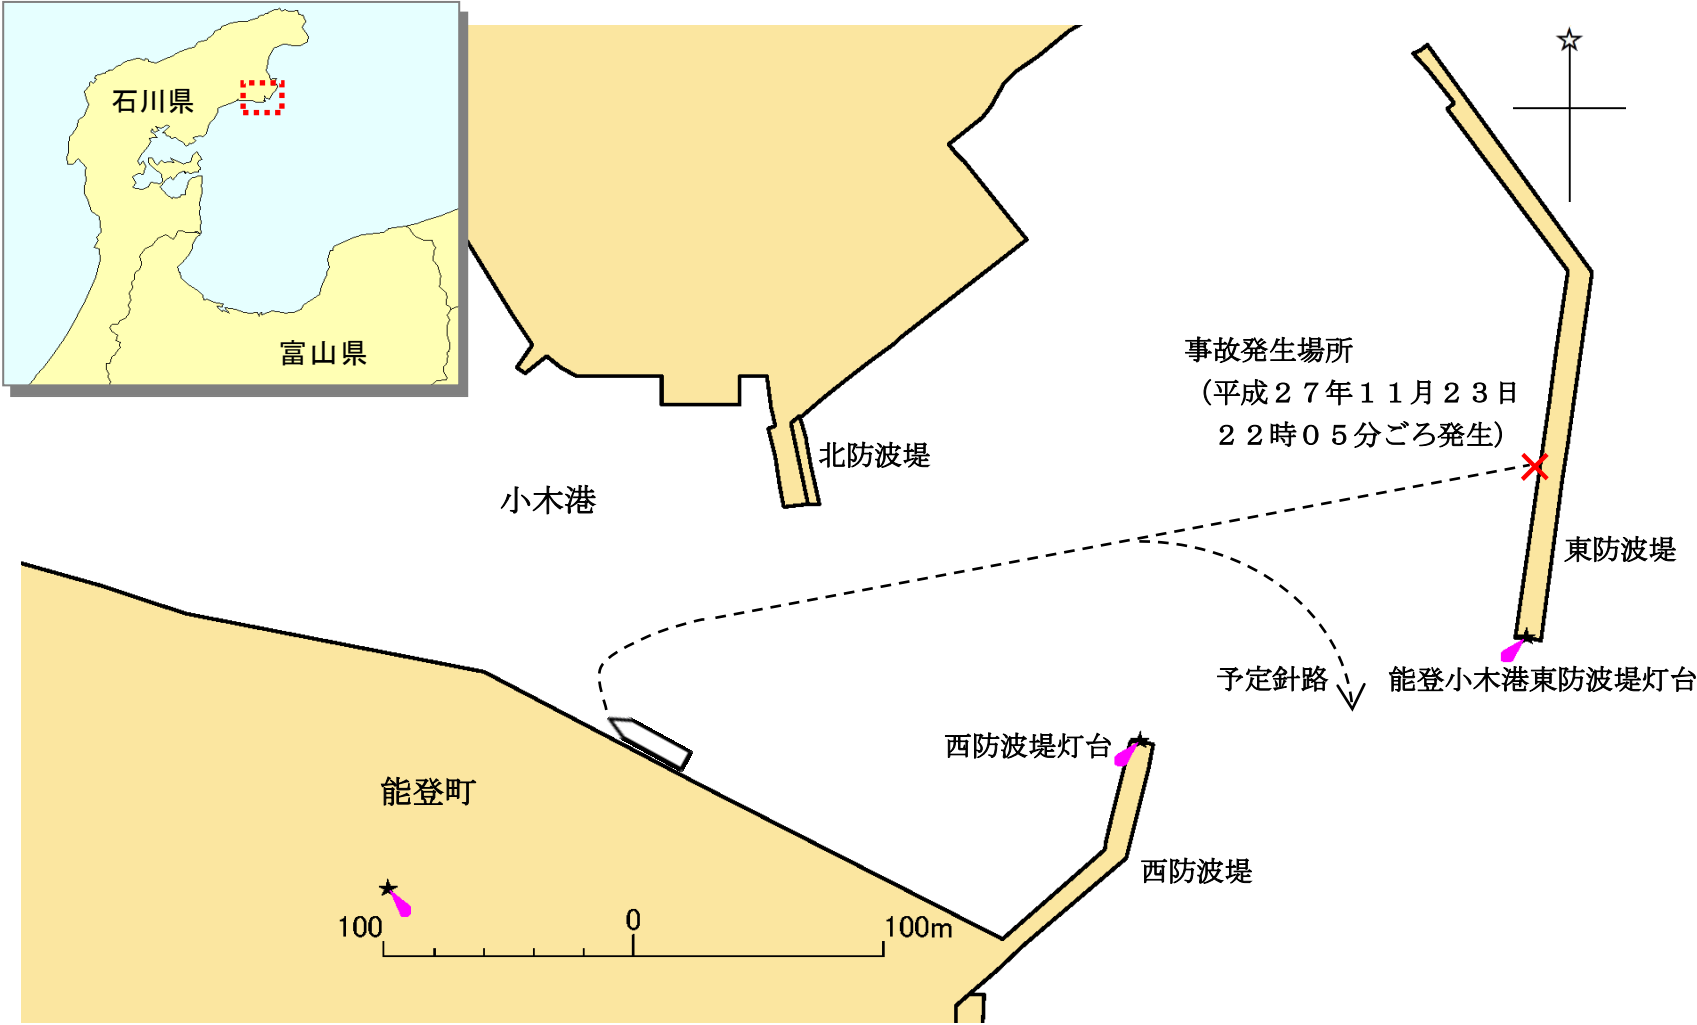 石川県
富山県
事故発生場所
（平成２７年１１月２３日
２２時０５分ごろ発生）
北防波堤
小木港
東防波堤
予定針路
能登小木港東防波堤灯台
西防波堤灯台
能登町
西防波堤
100 0 100m